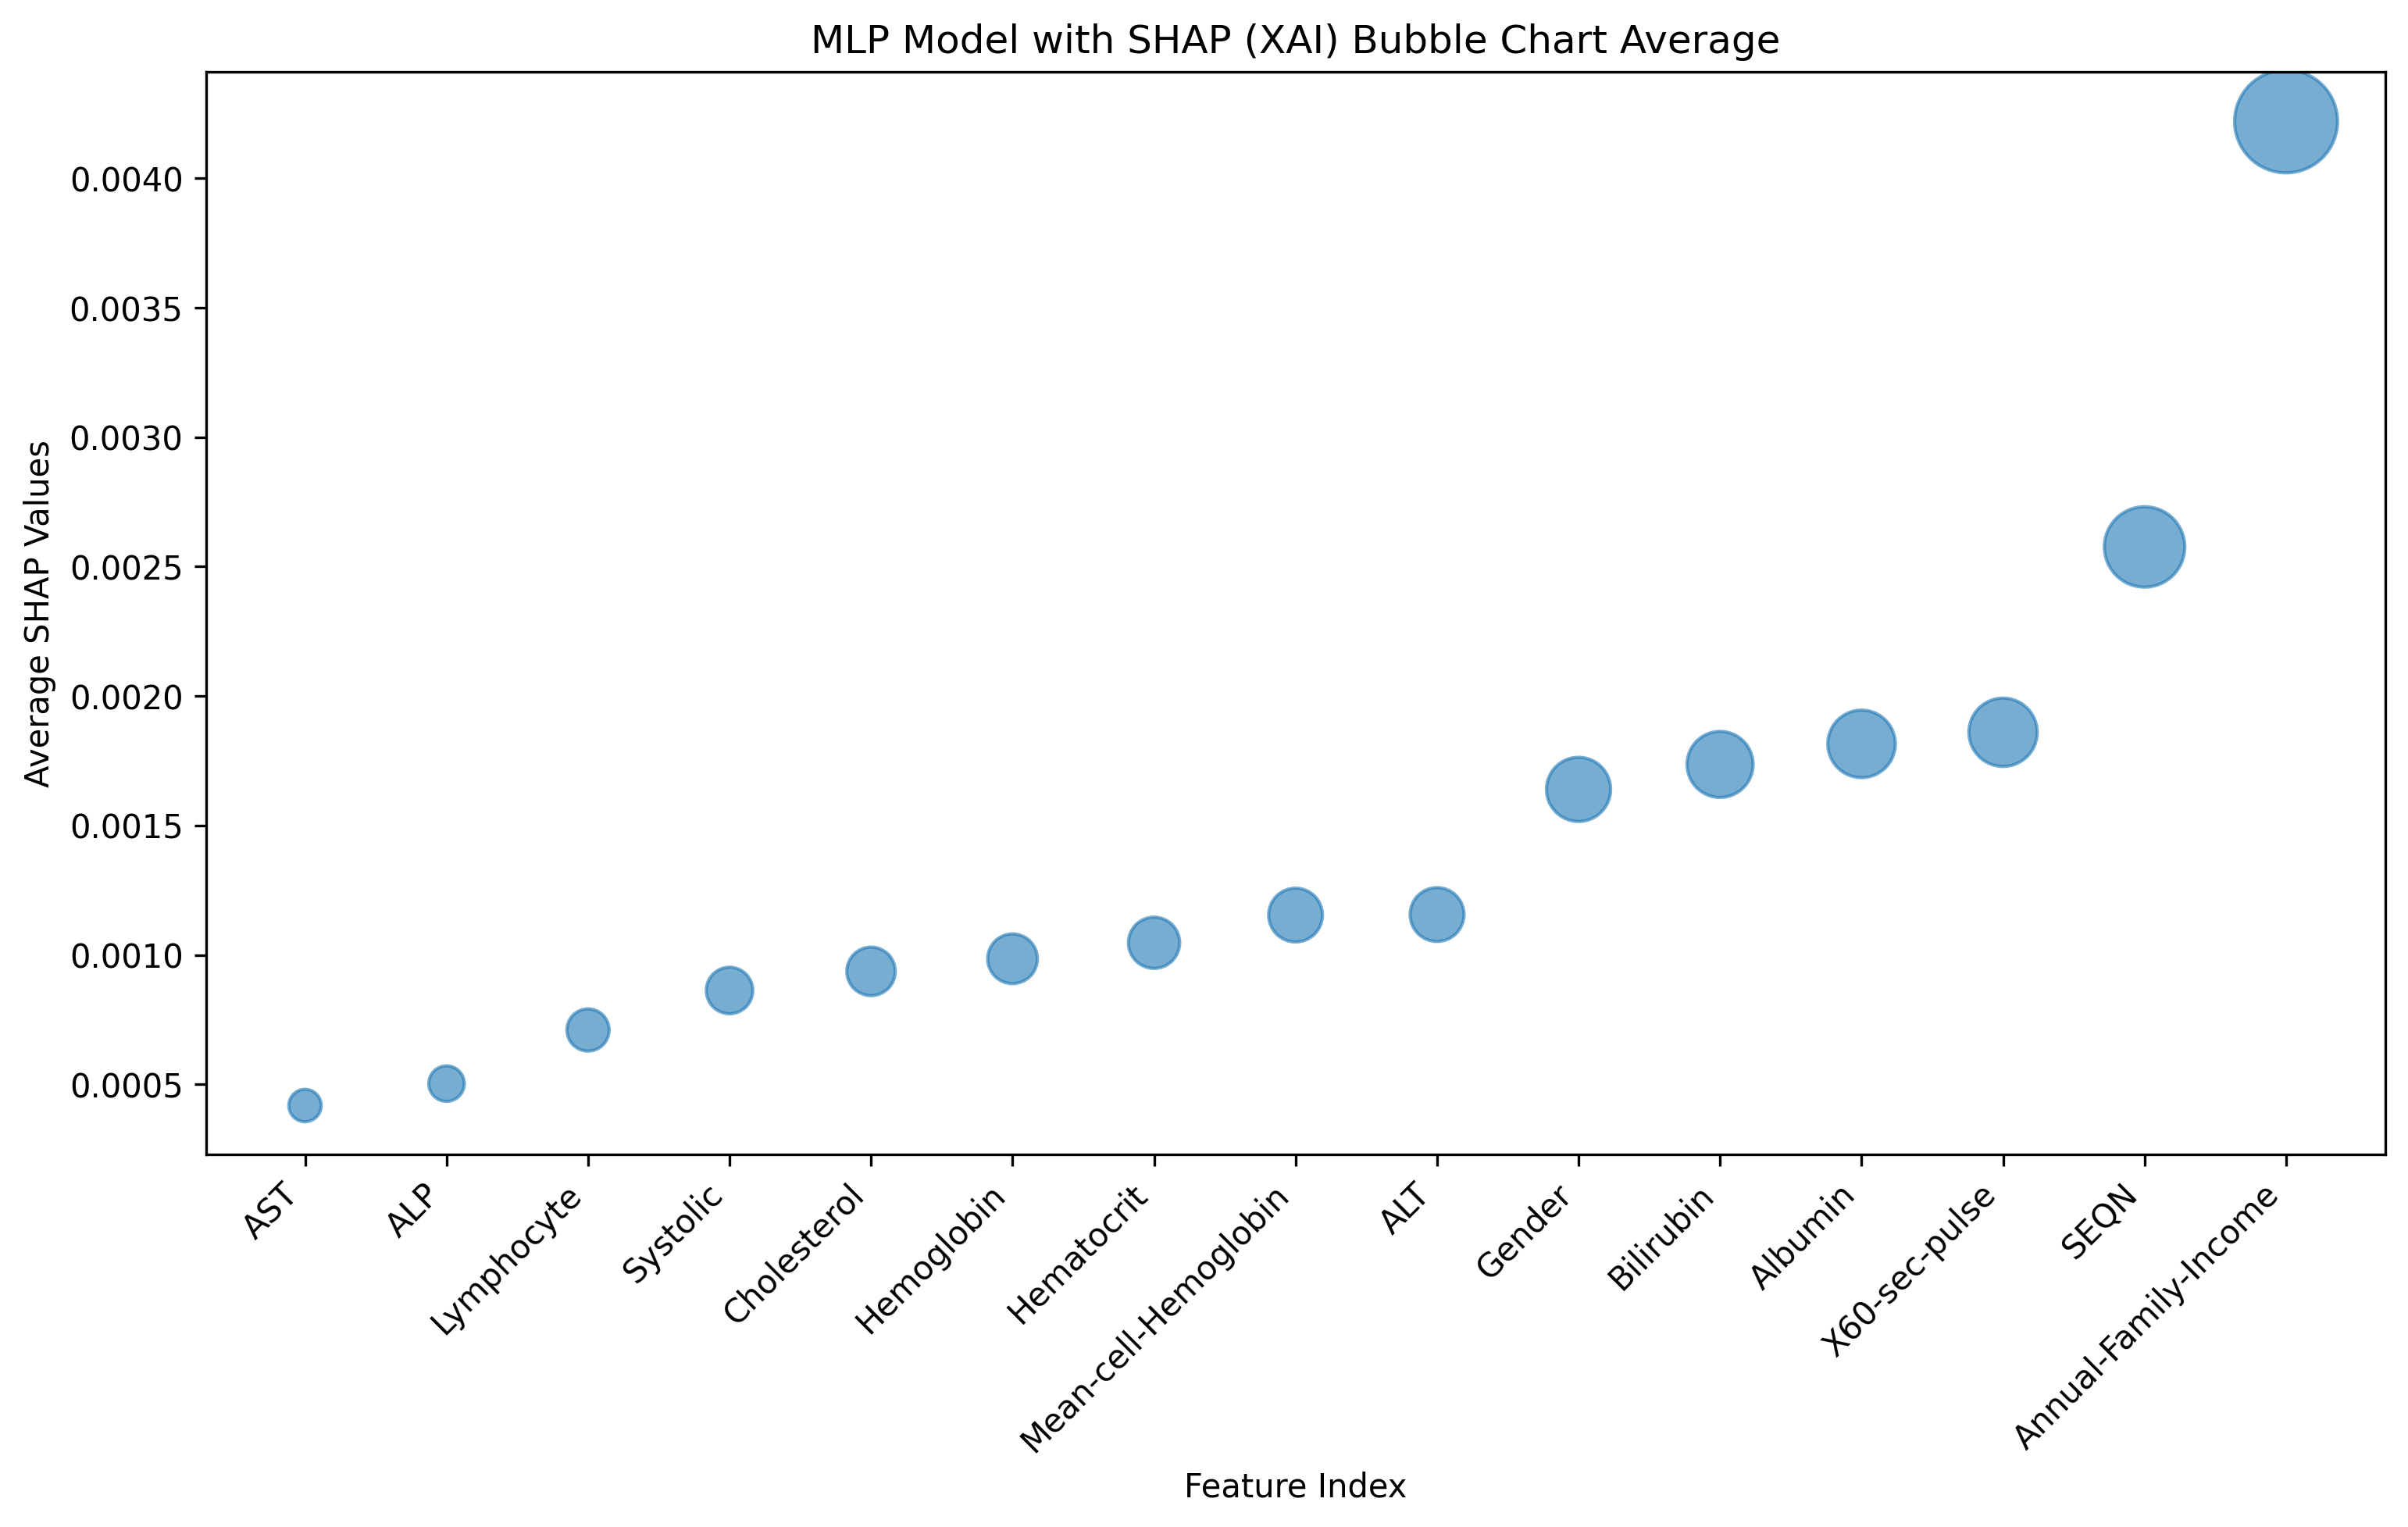 MLP Model with SHAP (XAI) Bubble Chart Average
Average SHAP Values
0.0040
0.0035
0.0030
0.0025
0.0020
0.0015
0.0010
0.0005
AST
ALP
Lymphocyte
Systolic
Cholesterol
Hemoglobin
Hematocrit
Mean-cell-Hemoglobin
ALT
Gender
Bilirubin
Albumin
X60-sec-pulse
SEQN
Annual-Family-Income
Feature Index